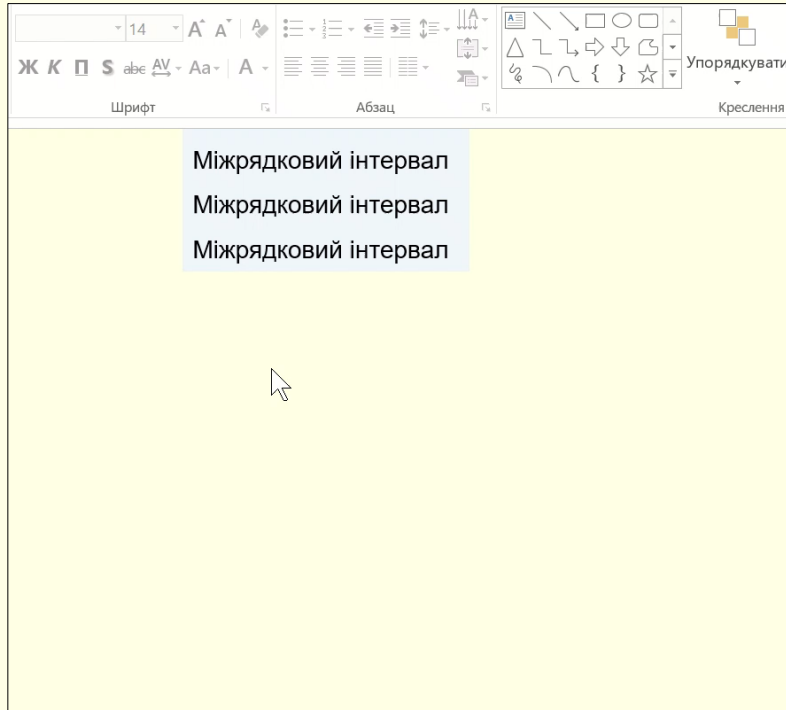 14
A A
Ж К П S abc AV Aa A
Шрифт
Абзац
Упорядкувати
Креслення
Міжрядковий інтервал
Міжрядковий інтервал
Міжрядковий інтервал